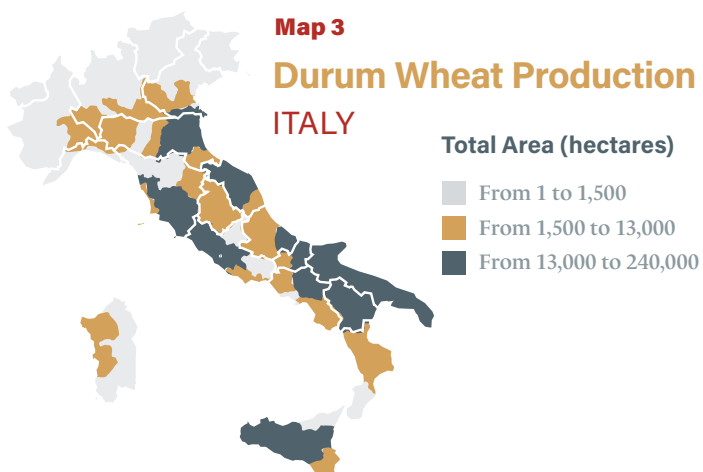 Map 3
Durum Wheat Production
ITALY
Total Area (hectares)
From 1 to 1,500
From 1,500 to 13,000
From 13,000 to 240,000